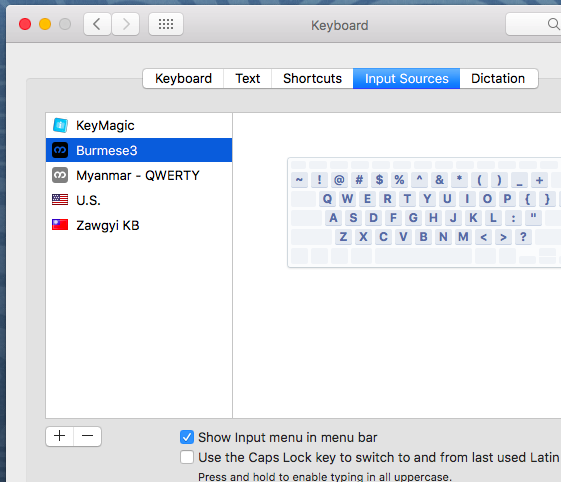 Keyboard
Keyboard Text Shortcuts Input Sources Dictation
KeyMagic
Burmese3
Myanmar - QWERTY
U.S.
Zawgyi KB
~ ! @ # $ % ^ & * ( ) _ +
Q W E R T Y U I O P { }
A S D F G H J K L : "
Z X C V B N M < > ?
+ −
Show Input menu in menu bar
Use the Caps Lock key to switch to and from last used Latin
Press and hold to enable typing in all uppercase.